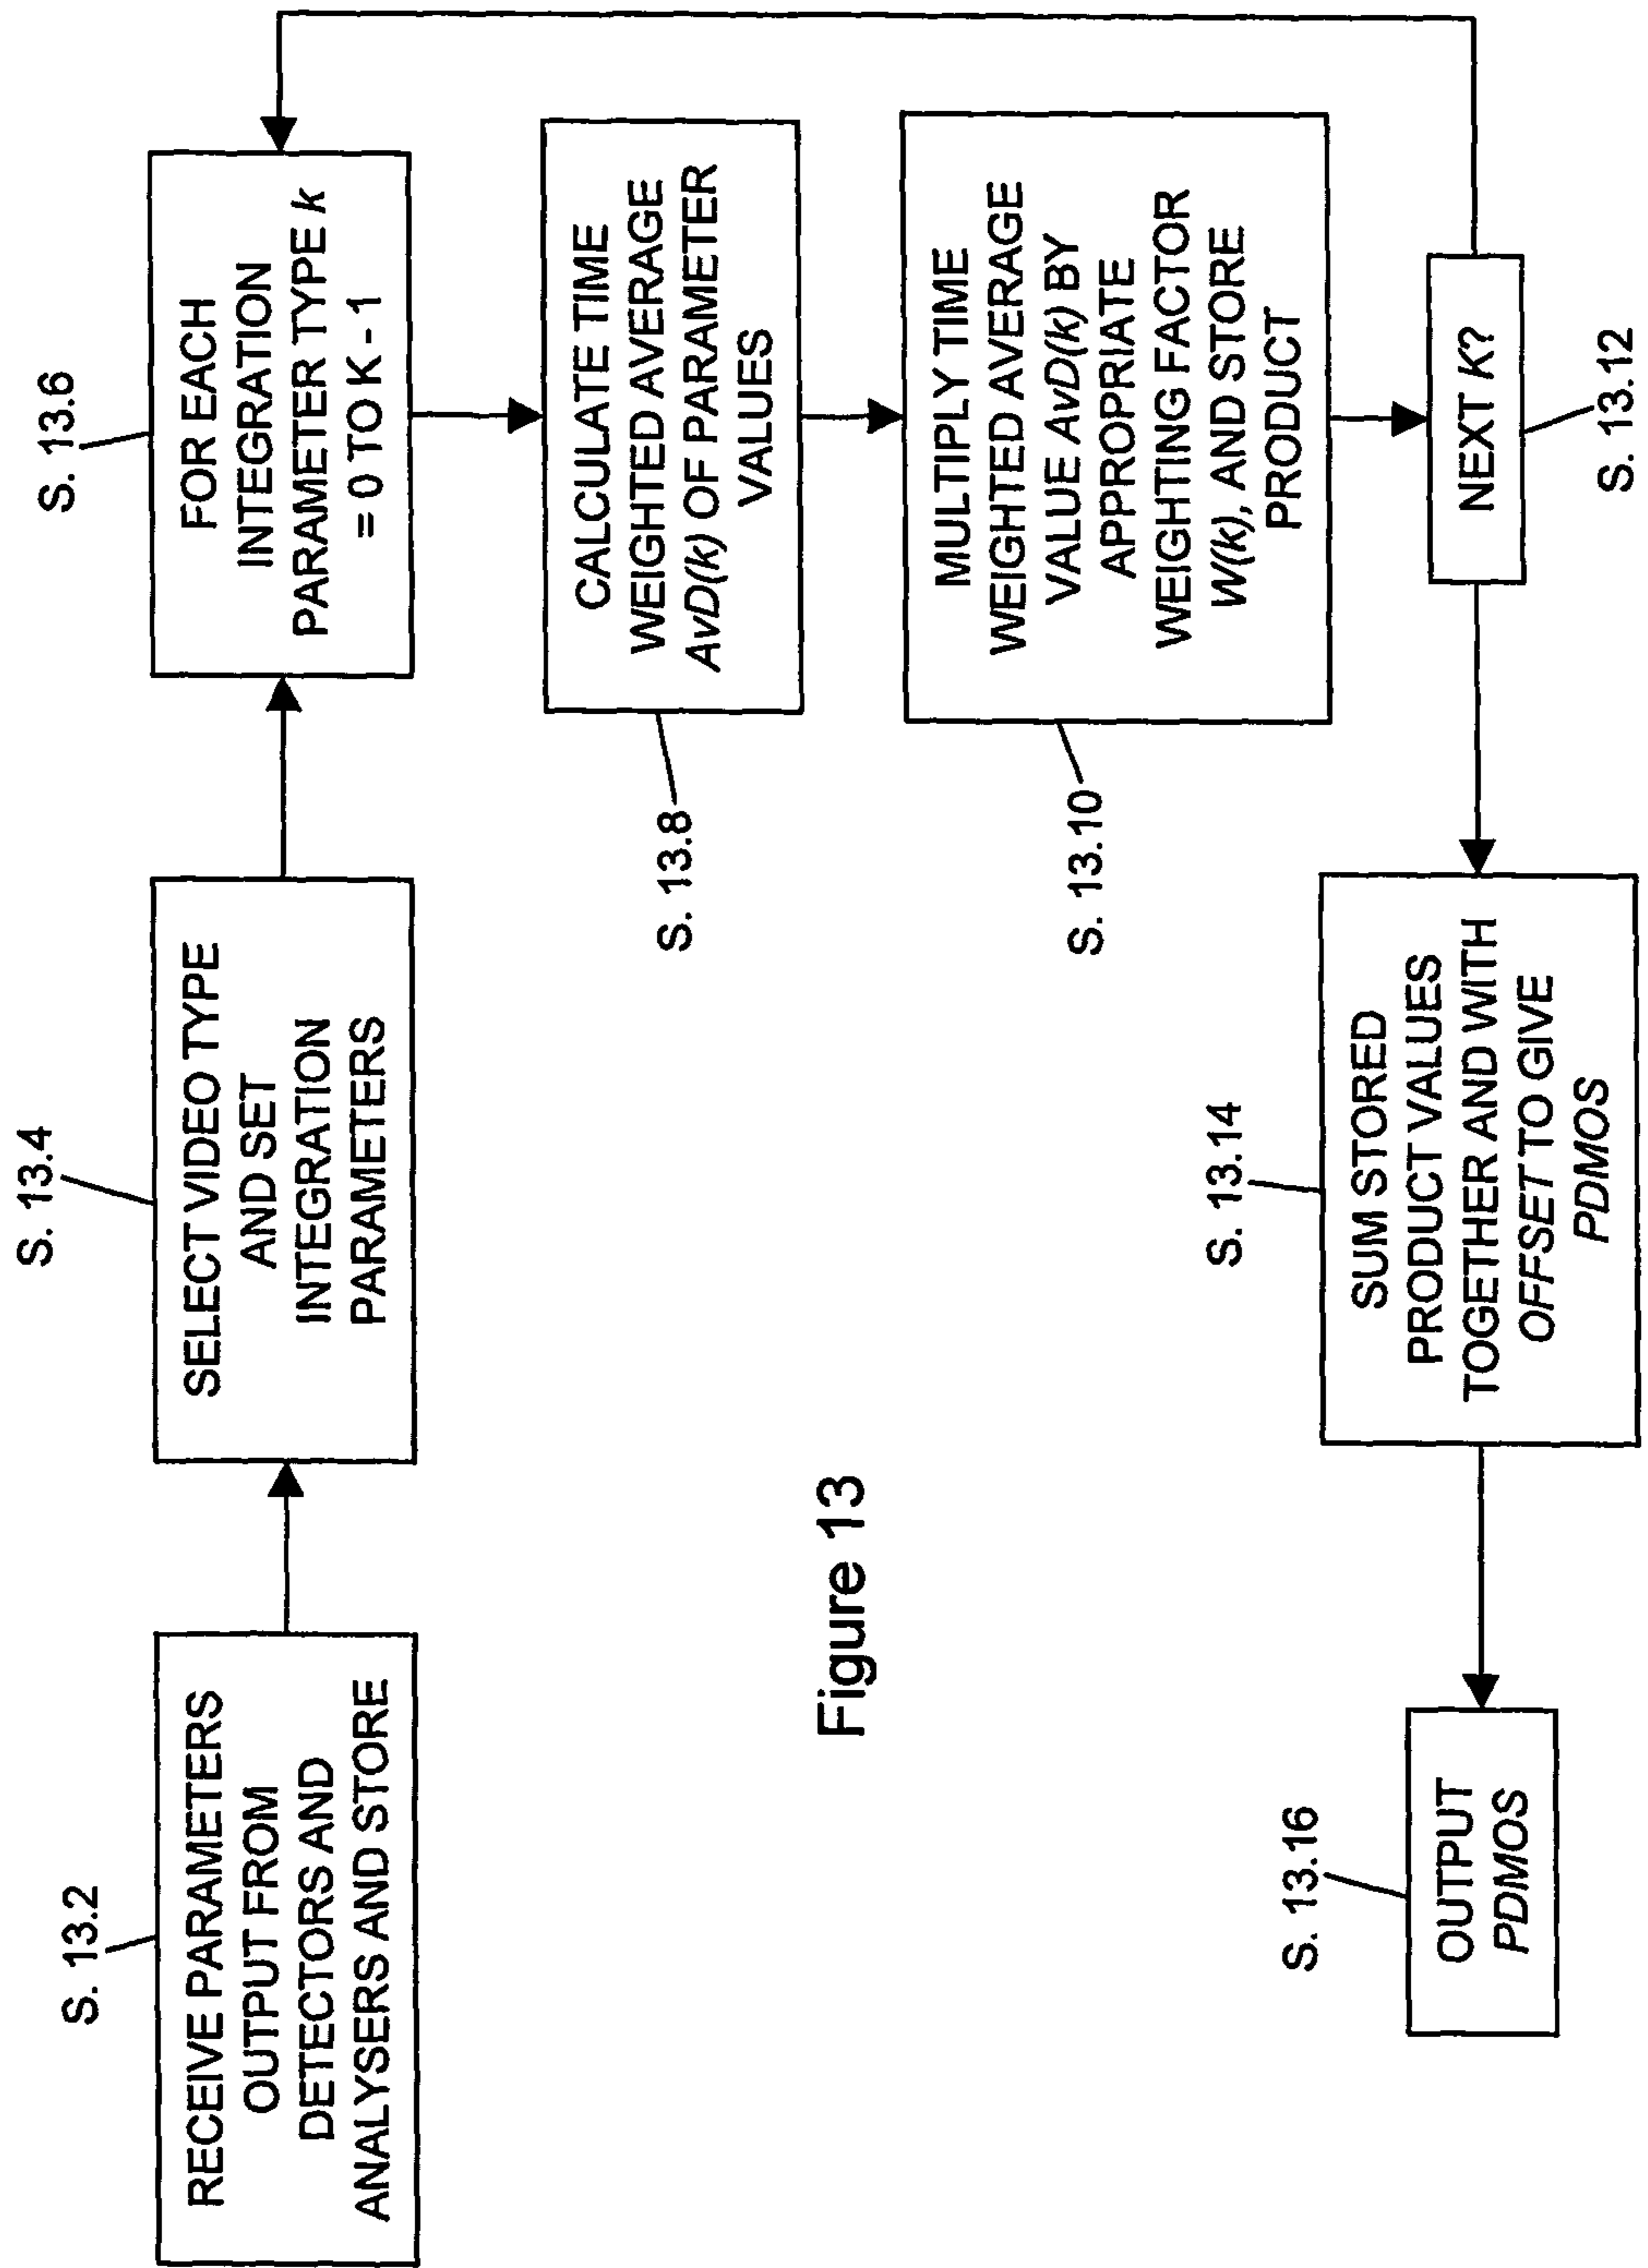 S. 13.2
RECEIVE PARAMETERS
OUTPUT FROM
DETECTORS AND
ANALYSERS AND STORE
S. 13.4
SELECT VIDEO TYPE
AND SET
INTEGRATION
PARAMETERS
S. 13.6
FOR EACH
INTEGRATION
PARAMETER TYPE k
= 0 TO K - 1
S. 13.8
CALCULATE TIME
WEIGHTED AVERAGE
AvD(k) OF PARAMETER
VALUES
S. 13.10
MULTIPLY TIME
WEIGHTED AVERAGE
VALUE AvD(k) BY
APPROPRIATE
WEIGHTING FACTOR
W(k), AND STORE
PRODUCT
NEXT K?
S. 13.12
S. 13.14
SUM STORED
PRODUCT VALUES
TOGETHER AND WITH
OFFSET TO GIVE
PDMOS
S. 13.16
OUTPUT
PDMOS
Figure 13